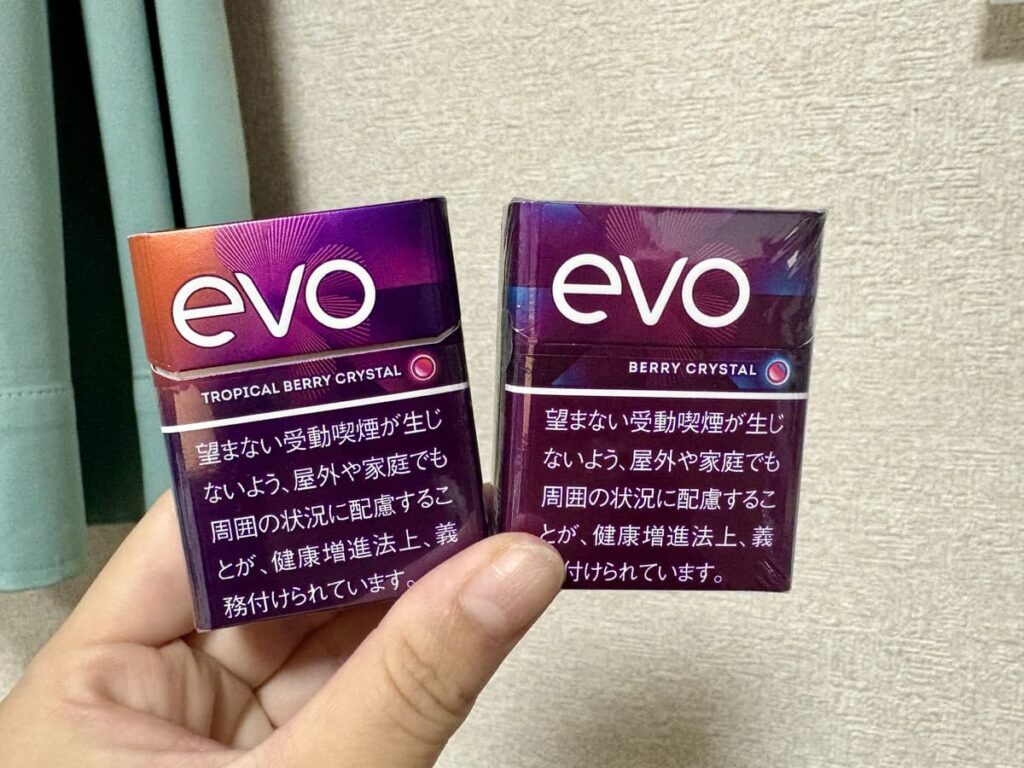 evo
TROPICAL BERRY CRYSTAL
望まない受動喫煙が生じ
ないよう、屋外や家庭でも
周囲の状況に配慮するこ
とが、健康増進法上、義
務付けられています。
evo
BERRY CRYSTAL
望まない受動喫煙が生じ
ないよう、屋外や家庭でも
周囲の状況に配慮するこ
とが、健康増進法上、義
付けられています。